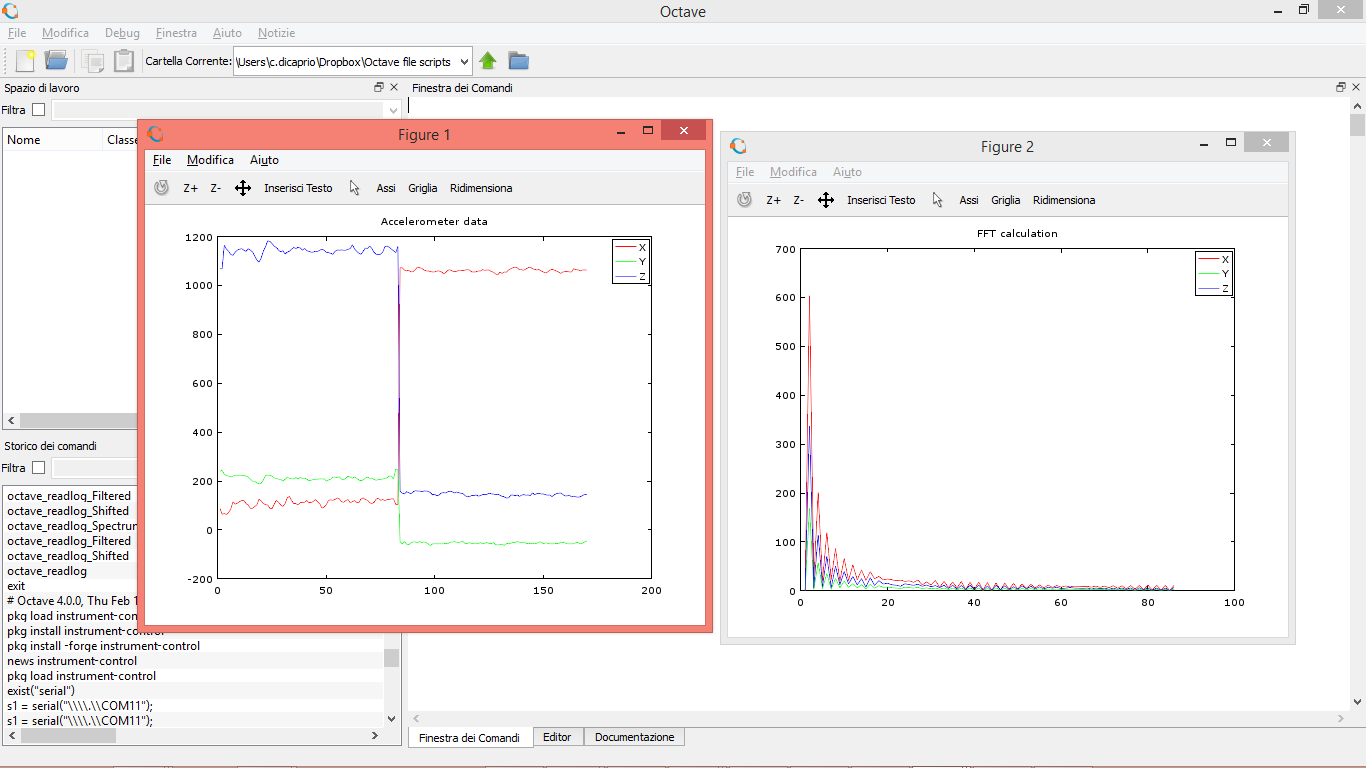 Octave
File Modifica Debug Finestra Aiuto Notizie
Cartella Corrente: \Users\c.dicaprio\Dropbox\Octave file scripts
Spazio di lavoro
Filtra
Nome Classe
Storico dei comandi
Filtra
octave_readlog_Filtered
octave_readlog_Shifted
octave_readlog_Spectrun
octave_readlog_Filtered
octave_readlog_Shifted
octave_readlog
exit
# Octave 4.0.0, Thu Feb 1
pkg load instrument-con
pkg install instrument-control
pkg install -forge instrument-control
news instrument-control
pkg load instrument-control
exist("serial")
s1 = serial("\\\\.\\COM11");
s1 = serial("\\\\.\\COM11");
Finestra dei Comandi
Finestra dei Comandi Editor Documentazione
Figure 1
File Modifica Aiuto
Z+ Z- Inserisci Testo Assi Griglia Ridimensiona
Accelerometer data
1200
1000
800
600
400
200
0
-200
0 50 100 150 200
X
Y
Z
Figure 2
File Modifica Aiuto
Z+ Z- Inserisci Testo Assi Griglia Ridimensiona
FFT calculation
700
600
500
400
300
200
100
0
0 20 40 60 80 100
X
Y
Z